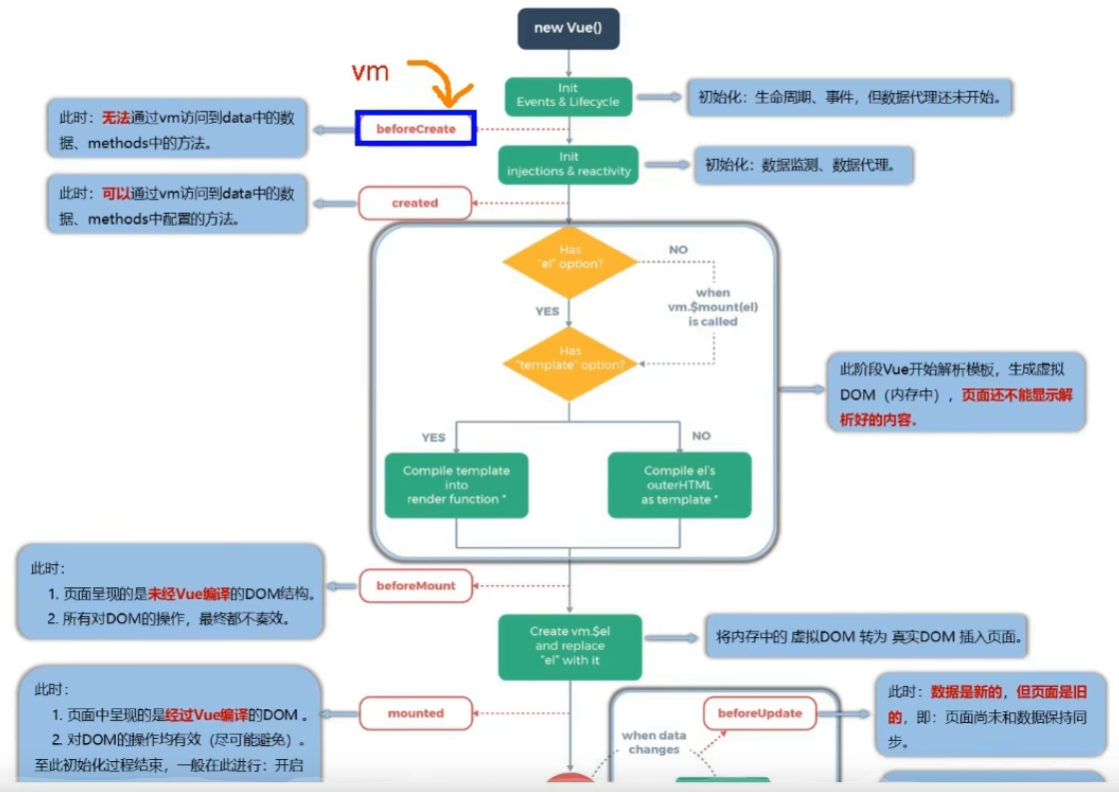 new Vue()
vm
Init
Events & Lifecycle
初始化：生命周期、事件，但数据代理还未开始。
此时：无法通过vm访问到data中的数
据、methods中的方法。
beforeCreate
Init
injections & reactivity
初始化：数据监测、数据代理。
此时：可以通过vm访问到data中的数
据、methods中配置的方法。
created
Has
"el" option?
NO
when
vm.$mount(el)
is called
YES
Has
"template" option?
此阶段Vue开始解析模板，生成虚拟
DOM（内存中），页面还不能显示解
析好的内容。
YES
NO
Compile template
into
render function *
Compile el's
outerHTML
as template *
此时：
1. 页面呈现的是未经Vue编译的DOM结构。
2. 所有对DOM的操作，最终都不奏效。
beforeMount
Create vm.$el
and replace
"el" with it
将内存中的 虚拟DOM 转为 真实DOM 插入页面。
此时：
1. 页面中呈现的是经过Vue编译的DOM 。
2. 对DOM的操作均有效（尽可能避免）。
至此初始化过程结束，一般在此进行：开启
mounted
beforeUpdate
when data
changes
此时：数据是新的，但页面是旧
的，即：页面尚未和数据保持同
步。